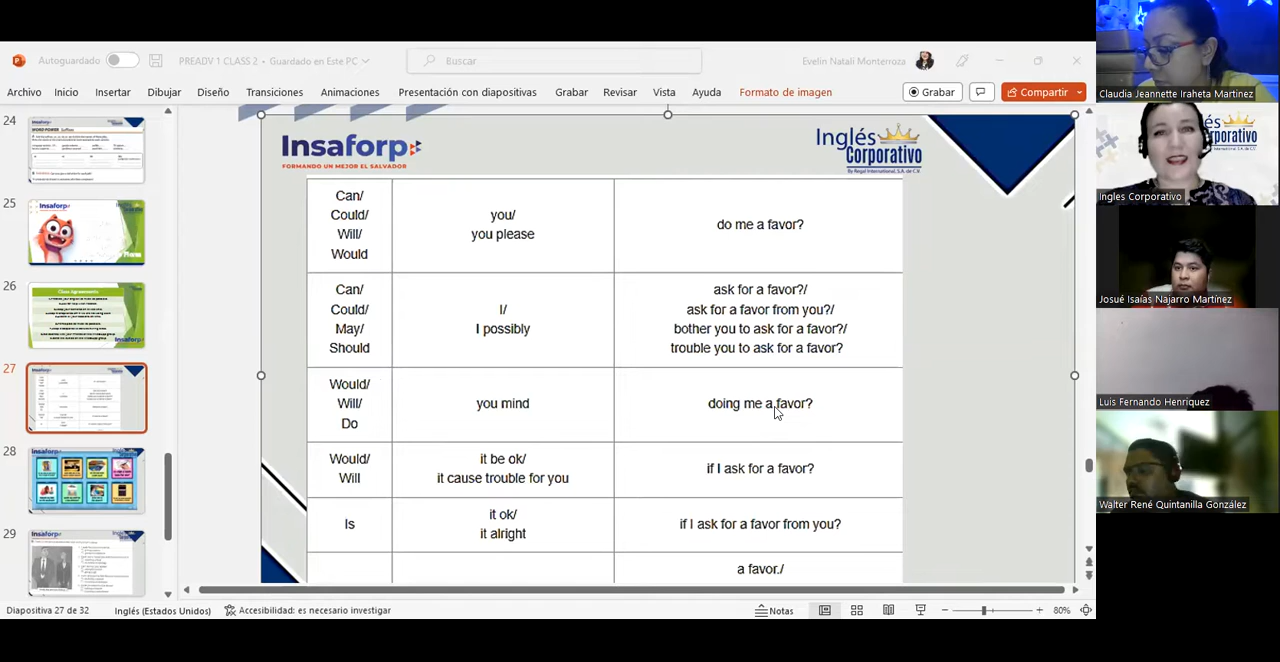 Autoguardado
PREADV 1 CLASS 2 • Guardado en Este PC
Buscar
Evelin Natali Monterroza
Archivo Inicio Insertar Dibujar Diseño Transiciones Animaciones Presentación con diapositivas Grabar Revisar Vista Ayuda Formato de imagen
Grabar
Compartir
24
25
26
27
28
29
Insaforp
FORMANDO UN MEJOR EL SALVADOR
Inglés
Corporativo
By Regal International, S.A. de C.V.
Can/
Could/
Will/
Would
you/
you please
do me a favor?
Can/
Could/
May/
Should
I/
I possibly
ask for a favor?/
ask for a favor from you?/
bother you to ask for a favor?/
trouble you to ask for a favor?
Would/
Will/
Do
you mind
doing me a favor?
Would/
Will
it be ok/
it cause trouble for you
if I ask for a favor?
Is
it ok/
it alright
if I ask for a favor from you?
a favor./
Diapositiva 27 de 32
Inglés (Estados Unidos)
Accesibilidad: es necesario investigar
Notas
80%
Claudia Jeannette Iraheta Martinez
Ingles Corporativo
Josué Isaías Najarro Martínez
Luis Fernando Henriquez
Walter René Quintanilla González